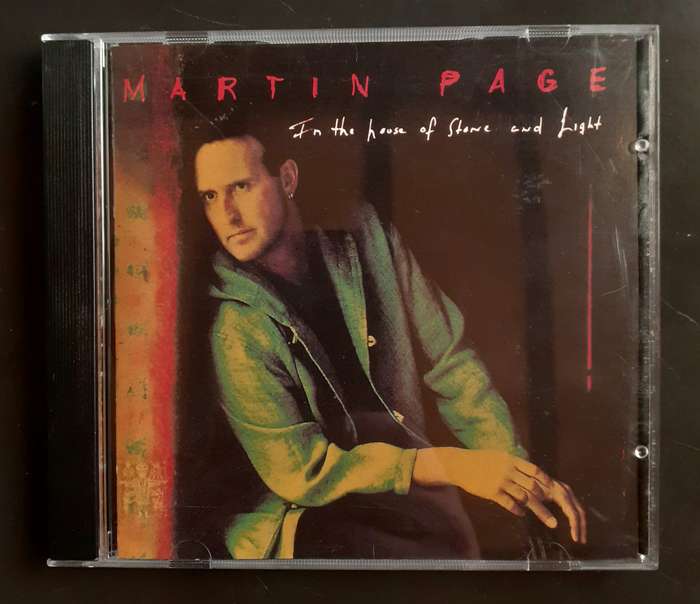 MARTIN PAGE
In the house of Stone and Light